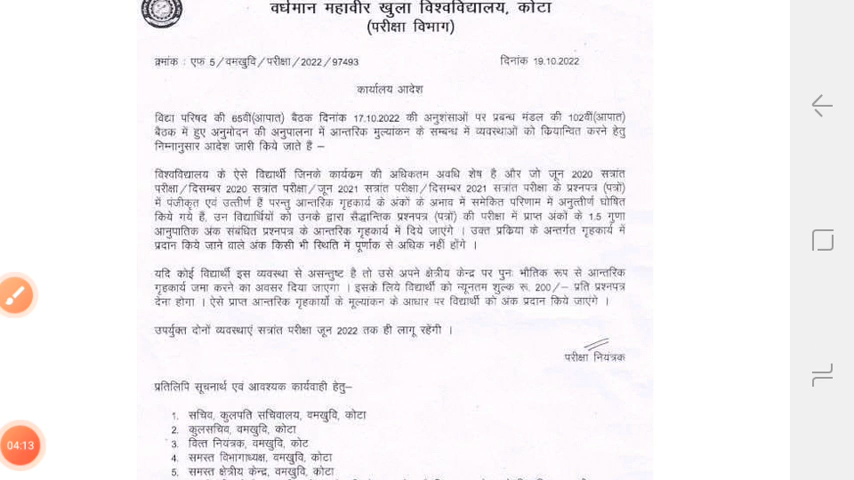 वर्धमान महावीर खुला विश्वविद्यालय, कोटा
(परीक्षा विभाग)
क्रमांक : एफ 5/वमखुवि/परीक्षा/2022/97493 दिनांक 19.10.2022
कार्यालय आदेश
विद्या परिषद की 65वीं(आपात) बैठक दिनांक 17.10.2022 की अनुशंसाओं पर प्रबन्ध मंडल की 102वीं(आपात)
बैठक में हुए अनुमोदन की अनुपालना में आन्तरिक मुल्यांकन के सम्बन्ध में व्यवस्थाओं को क्रियान्वित करने हेतु
निम्नानुसार आदेश जारी किये जाते हैं –
विश्वविद्यालय के ऐसे विद्यार्थी जिनके कार्यक्रम की अधिकतम अवधि शेष है और जो जून 2020 सत्रांत
परीक्षा/दिसम्बर 2020 सत्रांत परीक्षा/जून 2021 सत्रांत परीक्षा/दिसम्बर 2021 सत्रांत परीक्षा के प्रश्नपत्र (पत्रों)
में पंजीकृत एवं उत्तीर्ण हैं परन्तु आन्तरिक गृहकार्य के अंकों के अभाव में समेकित परिणाम में अनुत्तीर्ण घोषित
किये गये हैं, उन विद्यार्थियों को उनके द्वारा सैद्धान्तिक प्रश्नपत्र (पत्रों) की परीक्षा में प्राप्त अंकों के 1.5 गुणा
आनुपातिक अंक संबंधित प्रश्नपत्र के आन्तरिक गृहकार्य में दिये जाएंगे । उक्त प्रक्रिया के अन्तर्गत गृहकार्य में
प्रदान किये जाने वाले अंक किसी भी स्थिति में पूर्णांक से अधिक नहीं होंगे ।
यदि कोई विद्यार्थी इस व्यवस्था से असन्तुष्ट है तो उसे अपने क्षेत्रीय केन्द्र पर पुनः भौतिक रूप से आन्तरिक
गृहकार्य जमा करने का अवसर दिया जाएगा । इसके लिये विद्यार्थी को न्यूनतम शुल्क रू. 200/– प्रति प्रश्नपत्र
देना होगा । ऐसे प्राप्त आन्तरिक गृहकार्यो के मूल्यांकन के आधार पर विद्यार्थी को अंक प्रदान किये जाएंगे ।
उपर्युक्त दोनों व्यवस्थाएं सत्रांत परीक्षा जून 2022 तक ही लागू रहेंगी ।
परीक्षा नियंत्रक
प्रतिलिपि सूचनार्थ एवं आवश्यक कार्यवाही हेतु–
1. सचिव, कुलपति सचिवालय, वमखुवि, कोटा
2. कुलसचिव, वमखुवि, कोटा
3. वित्त नियंत्रक, वमखुवि, कोट
4. समस्त विभागाध्यक्ष, वमखुवि, कोटा
5. समस्त क्षेत्रीय केन्द्र, वमखुवि, कोटा
04:13